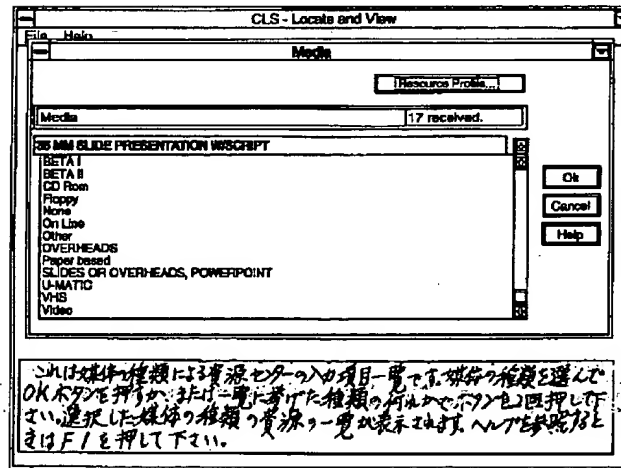 CLS - Locate and View
File Help
Media
Resource Profile...
Media 17 received.
35 MM SLIDE PRESENTATION W/SCRIPT
BETA I
BETA II
CD Rom
Floppy
None
On Line
Other
OVERHEADS
Paper based
SLIDES OR OVERHEADS, POWERPOINT
U-MATIC
VHS
Video
Ok
Cancel
Help
これは媒体の種類による資源センターの入力項目一覧です。媒体の種類を選んで
OKボタンを押すか、または一覧に挙げた種類の何れかでボタンを2回押して下
さい。選択した媒体の種類の資源の一覧が表示されます。ヘルプを参照すると
きはF1を押して下さい。